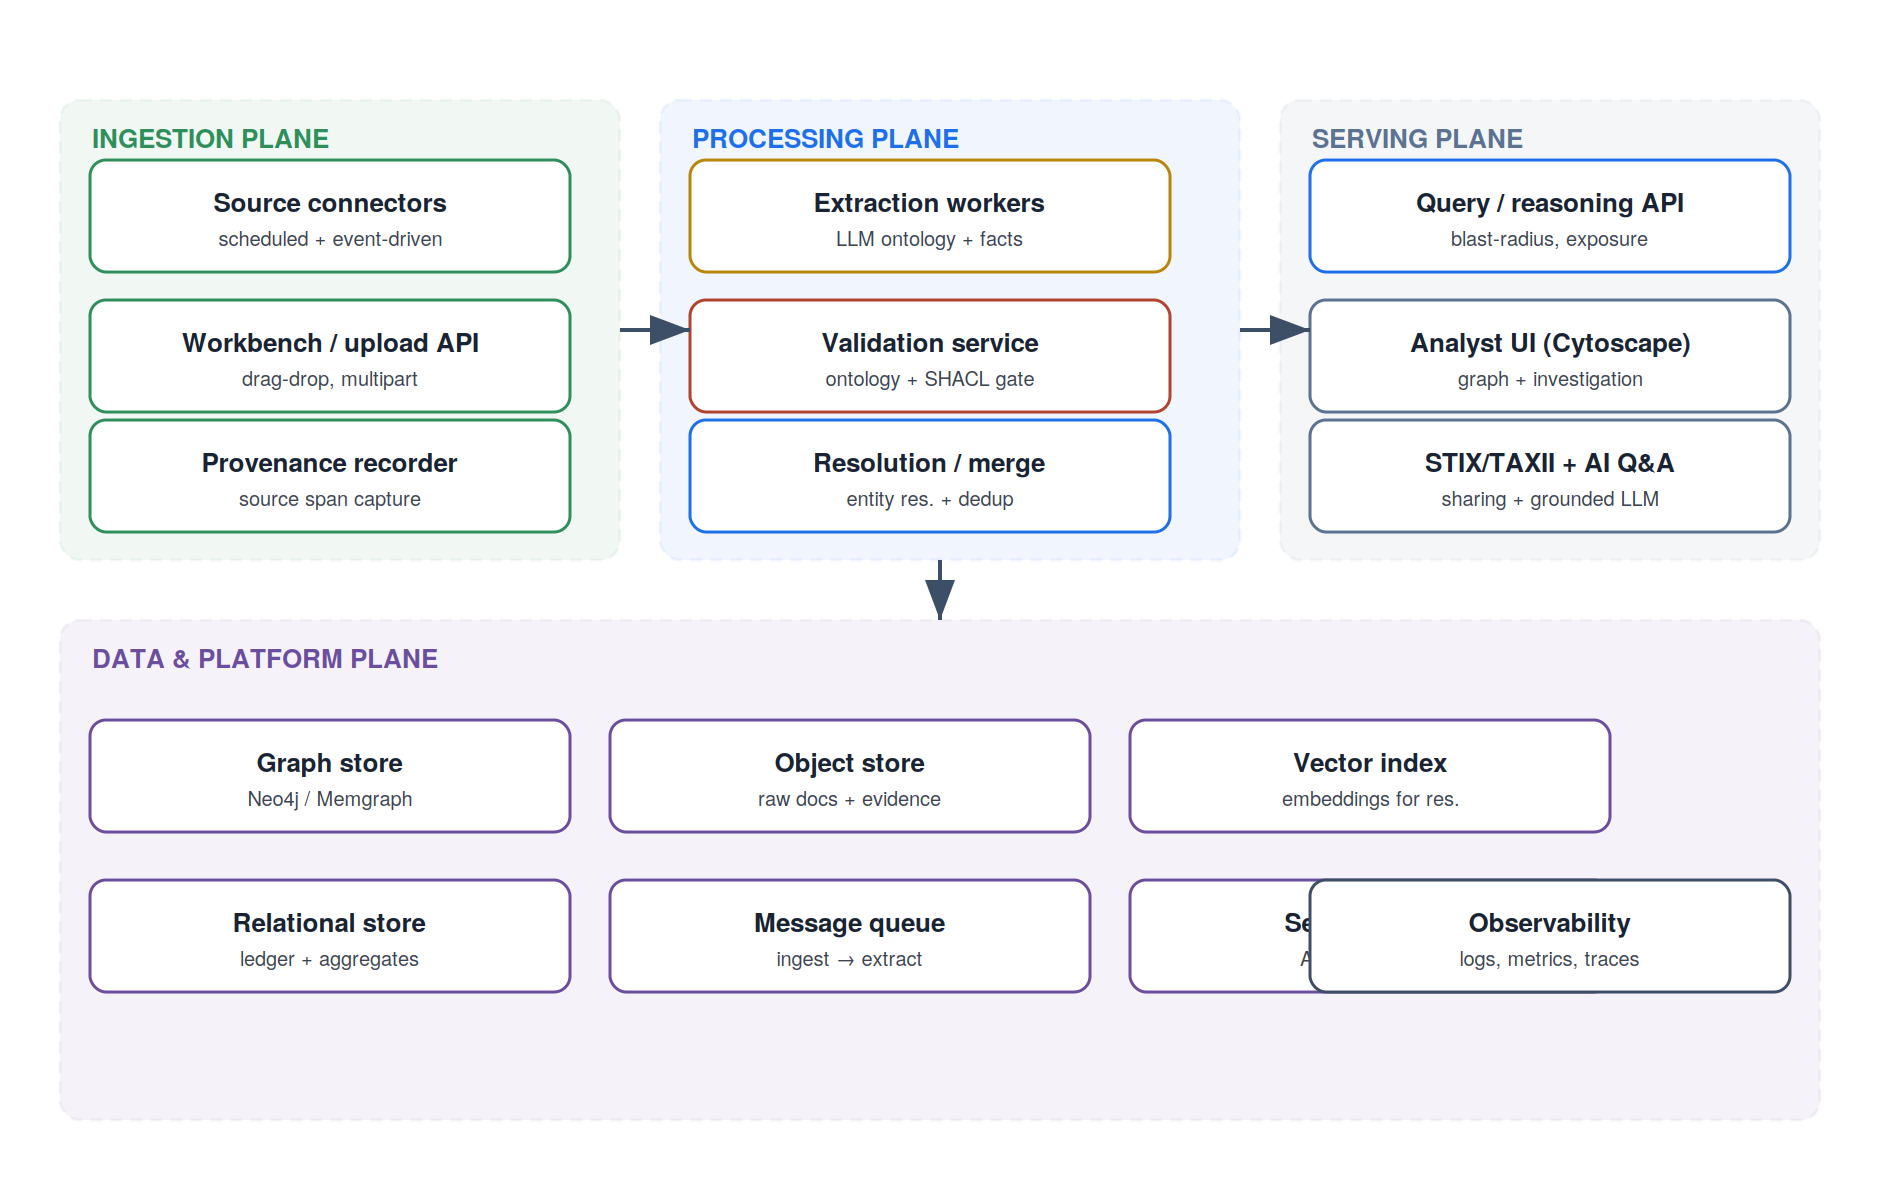 INGESTION PLANE
Source connectors
scheduled + event-driven
Workbench / upload API
drag-drop, multipart
Provenance recorder
source span capture
PROCESSING PLANE
Extraction workers
LLM ontology + facts
Validation service
ontology + SHACL gate
Resolution / merge
entity res. + dedup
SERVING PLANE
Query / reasoning API
blast-radius, exposure
Analyst UI (Cytoscape)
graph + investigation
STIX/TAXII + AI Q&A
sharing + grounded LLM
DATA & PLATFORM PLANE
Graph store
Neo4j / Memgraph
Object store
raw docs + evidence
Vector index
embeddings for res.
Relational store
ledger + aggregates
Message queue
ingest → extract
Observability
logs, metrics, traces